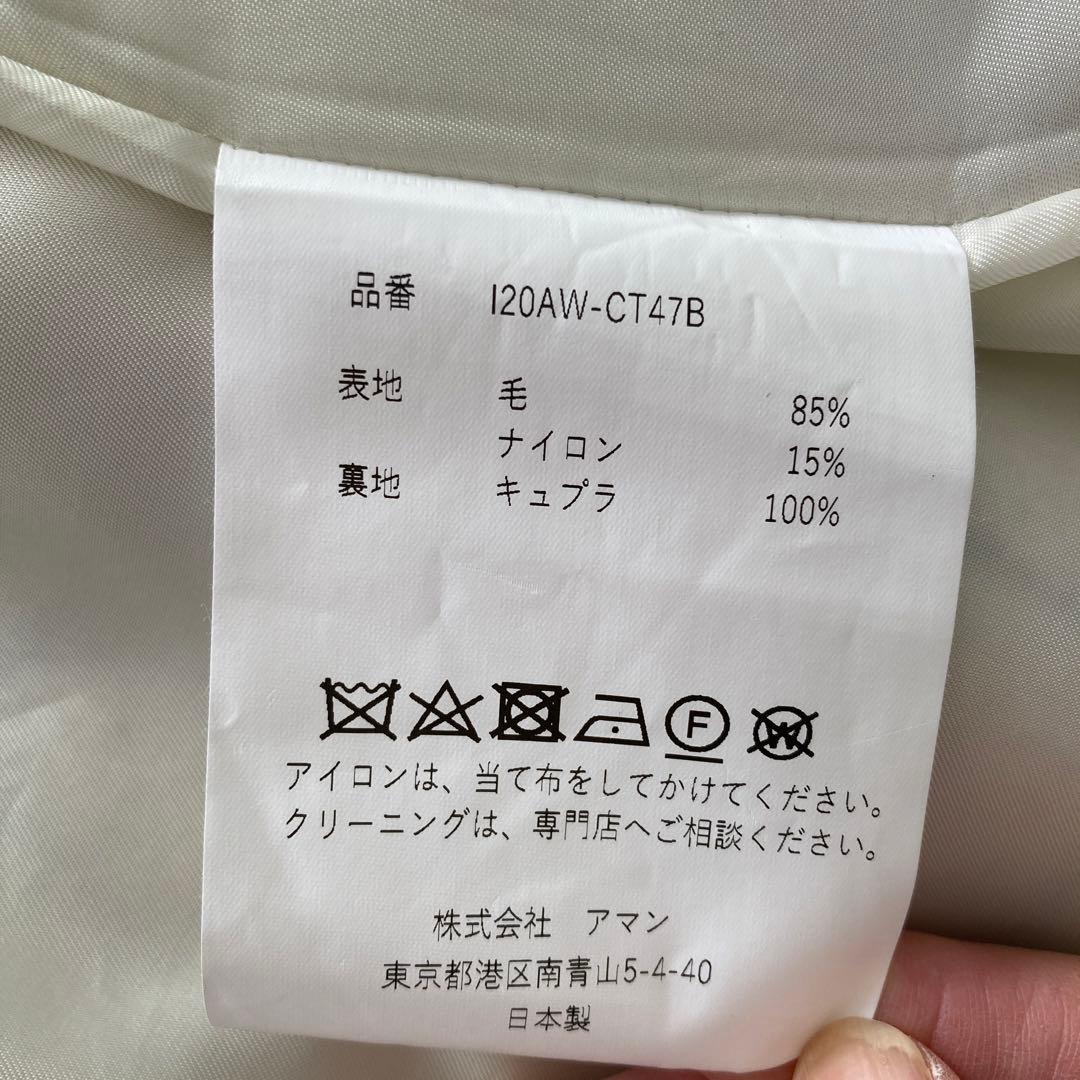 品番 I20AW-CT47B
表地 毛 85%
ナイロン 15%
裏地 キュプラ 100%
F W
アイロンは、当て布をしてかけてください。
クリーニングは、専門店へご相談ください。
株式会社 アマン
東京都港区南青山5-4-40
日本製